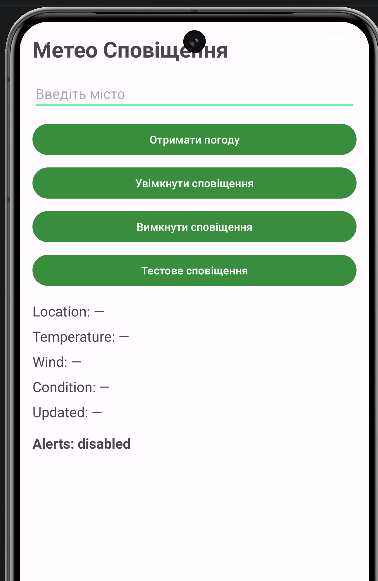 Метео Сповіщення
Введіть місто
Отримати погоду
Увімкнути сповіщення
Вимкнути сповіщення
Тестове сповіщення
Location: —
Temperature: —
Wind: —
Condition: —
Updated: —
Alerts: disabled